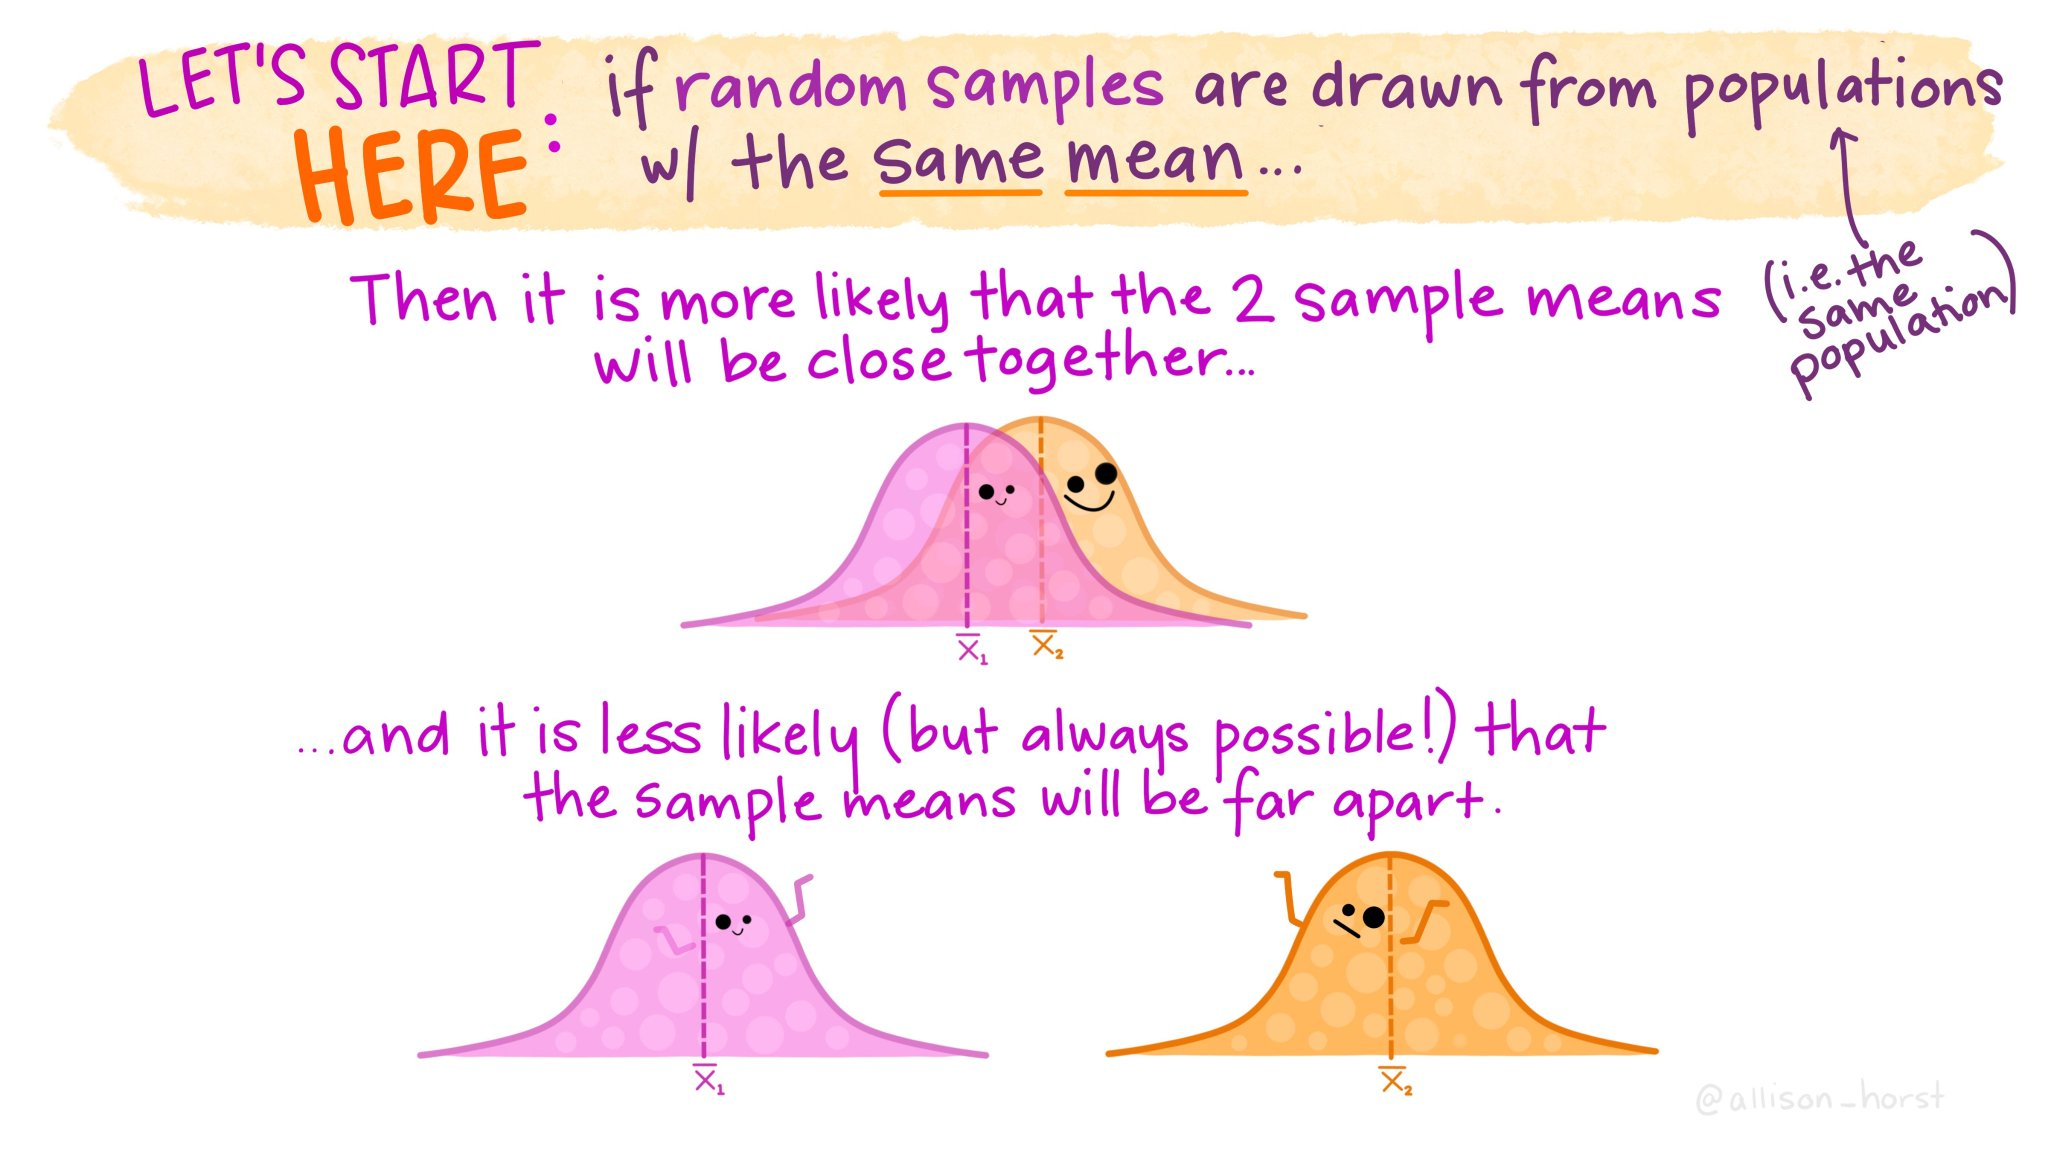 LET'S START
HERE:
if random samples are drawn from populations
w/ the same mean...
(i.e. the
same
population)
Then it is more likely that the 2 sample means
will be close together...
X̅₁
X̅₂
...and it is less likely (but always possible!) that
the sample means will be far apart.
X̅₁
X̅₂
@allison_horst